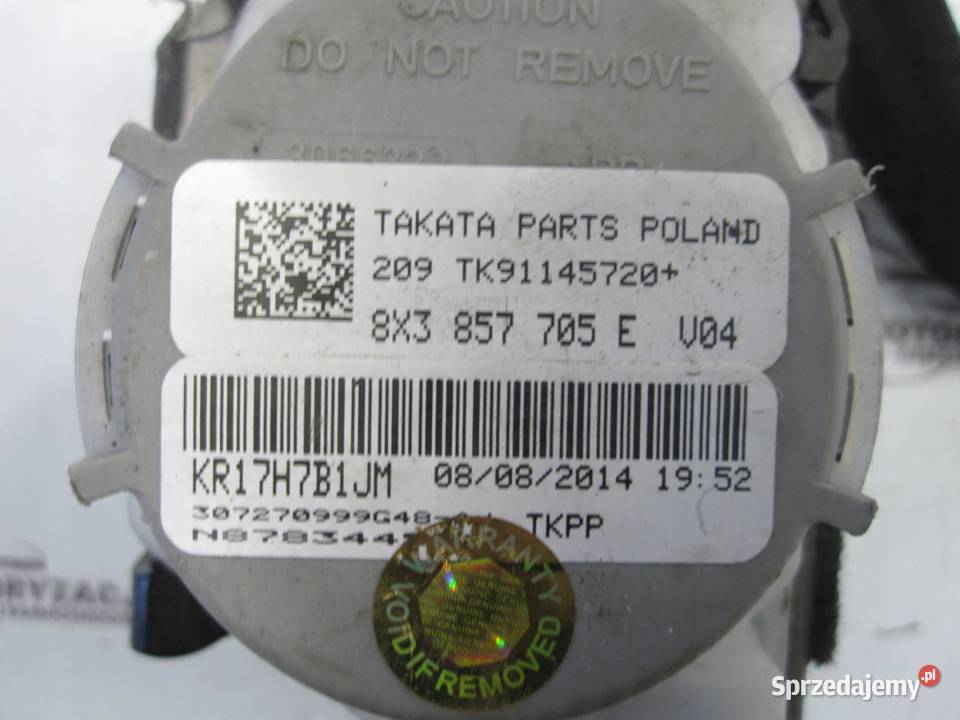 CAUTION
DO NOT REMOVE
TAKATA PARTS POLAND
209 TK91145720+
8X3 857 705 E V04
KR17H7B1JM 08/08/2014 19:52
TKPP
WARRANTY
VOID IF REMOVED
Sprzedajemy.pl